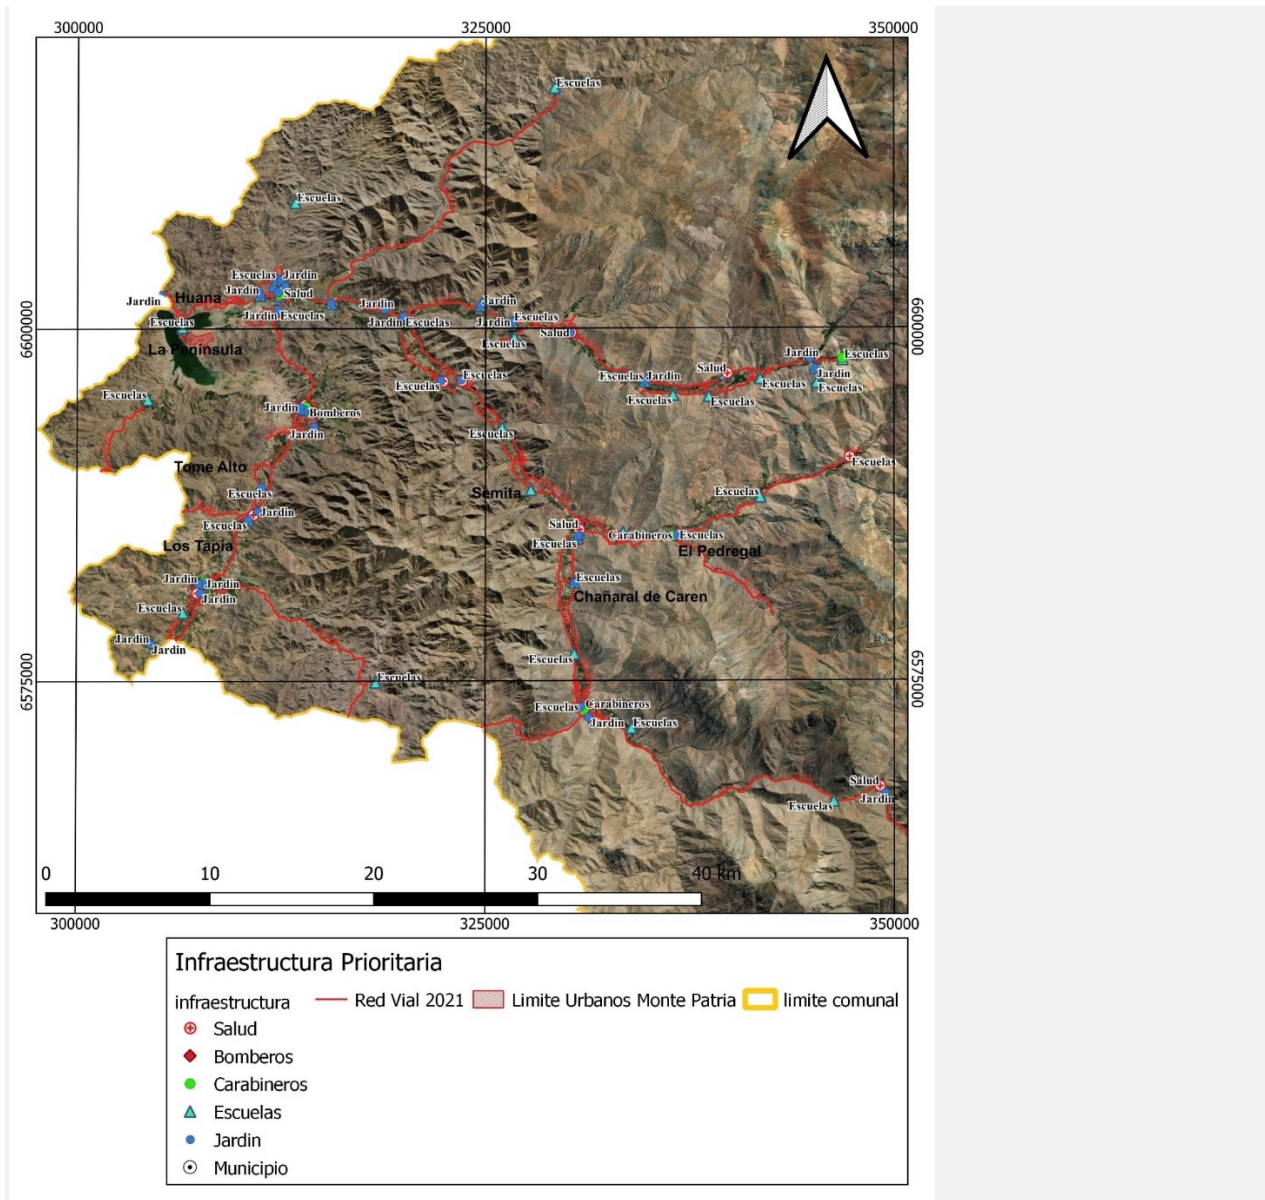 300000 325000 350000
Escuelas
Escuelas
Escuelas Jardin
Jardin Salud
Jardin Huana Jardin Jardin
Jardin Escuelas Jardin Escuelas Jardin Escuelas
6600000 Escuelas Salud 6600000
La Peninsula Escuelas Jardin Escuelas
Salud Jardin
Escuelas Escuelas Escuelas Jardin Escuelas Escuelas
Escuelas Escuelas Escuelas
Jardin Bomberos
Jardin Escuelas
Tome Alto Escuelas
Escuelas Semita Escuelas
Jardin Salud
Escuelas Escuelas Carabineros Escuelas
Los Tapia El Pedregal
Jardin Jardin Escuelas
Jardin Chañaral de Caren
Escuelas
Jardin
Jardin Escuelas
6575000 Escuelas 6575000
Escuelas Carabineros
Jardin Escuelas
Salud
Escuelas Jardin
0 10 20 30 40 km
300000 325000 350000
Infraestructura Prioritaria
infraestructura Red Vial 2021 Limite Urbanos Monte Patria limite comunal
Salud
Bomberos
Carabineros
Escuelas
Jardin
Municipio